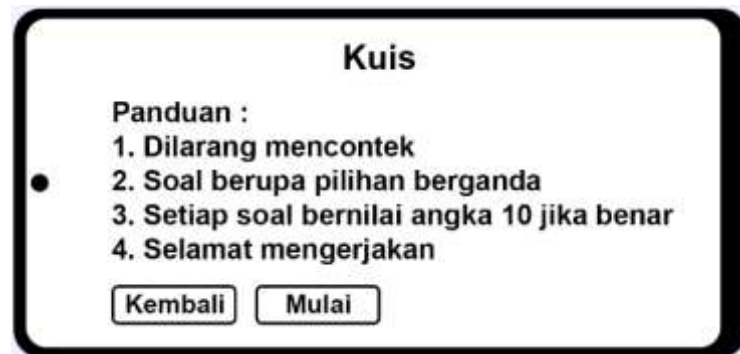 Kuis
Panduan :
1. Dilarang mencontek
2. Soal berupa pilihan berganda
3. Setiap soal bernilai angka 10 jika benar
4. Selamat mengerjakan
Kembali Mulai